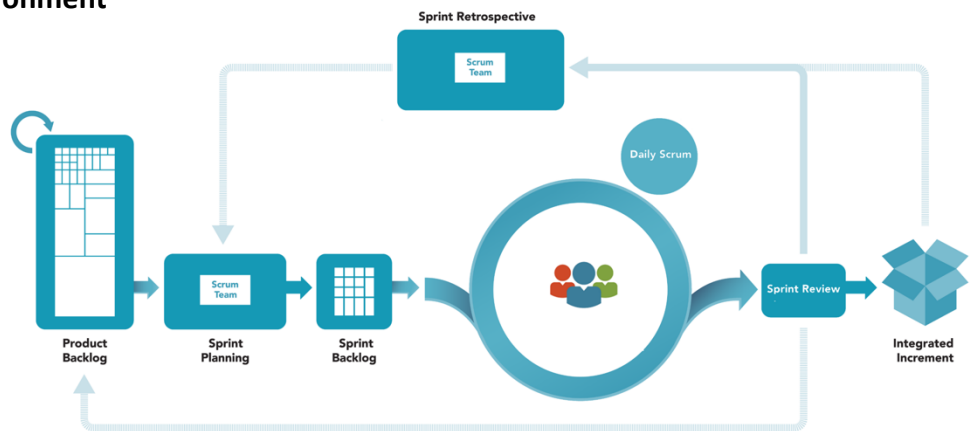 onment
Sprint Retrospective
Scrum
Team
Daily Scrum
Scrum
Team
Sprint Review
Product
Backlog
Sprint
Planning
Sprint
Backlog
Integrated
Increment